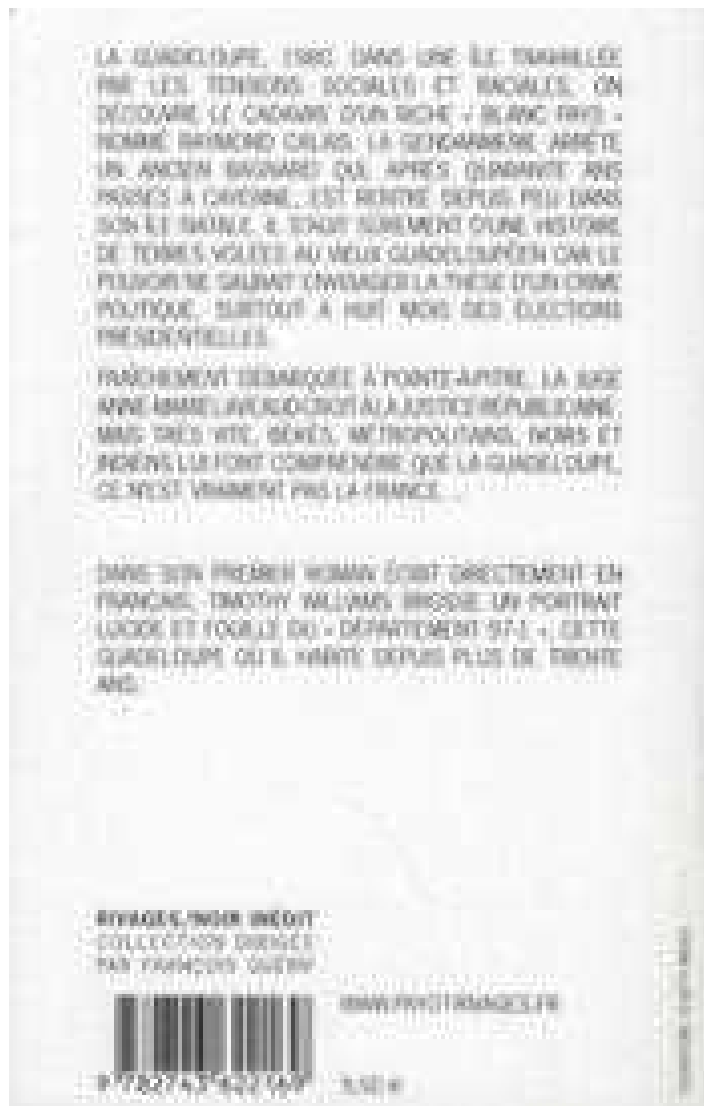 LA GUADELOUPE, 1980. DANS UNE ÎLE TRAVAILLÉE
PAR LES TENSIONS SOCIALES ET RACIALES, ON
DÉCOUVRE LE CADAVRE D'UN RICHE « BLANC PAYS »
NOMMÉ RAYMOND CALAIS. LA GENDARMERIE ARRÊTE
UN ANCIEN BAGNARD QUI, APRÈS QUARANTE ANS
PASSÉS À CAYENNE, EST RENTRÉ DEPUIS PEU DANS
SON ÎLE NATALE. IL S'AGIT SÛREMENT D'UNE HISTOIRE
DE TERRES VOLÉES AU VIEUX GUADELOUPÉEN CAR LE
POUVOIR NE SAURAIT ENVISAGER LA THÈSE D'UN CRIME
POLITIQUE, SURTOUT À HUIT MOIS DES ÉLECTIONS
PRÉSIDENTIELLES.
FRAÎCHEMENT DÉBARQUÉE À POINTE-À-PITRE, LA JUGE
ANNE-MARIE LAVEAUD CROIT À LA JUSTICE RÉPUBLICAINE.
MAIS TRÈS VITE, BÉKÉS, MÉTROPOLITAINS, NOIRS ET
INDIENS LUI FONT COMPRENDRE QUE LA GUADELOUPE,
CE N'EST VRAIMENT PAS LA FRANCE...
DANS SON PREMIER ROMAN ÉCRIT DIRECTEMENT EN
FRANÇAIS, TIMOTHY WILLIAMS BROSSE UN PORTRAIT
LUCIDE ET FOUILLÉ DU « DÉPARTEMENT 97-1 », CETTE
GUADELOUPE OÙ IL HABITE DEPUIS PLUS DE TRENTE
ANS.
RIVAGES/NOIR INÉDIT
COLLECTION DIRIGÉE
PAR FRANÇOIS GUÉRIF
WWW.PAYOT-RIVAGES.FR
9 782743 622169